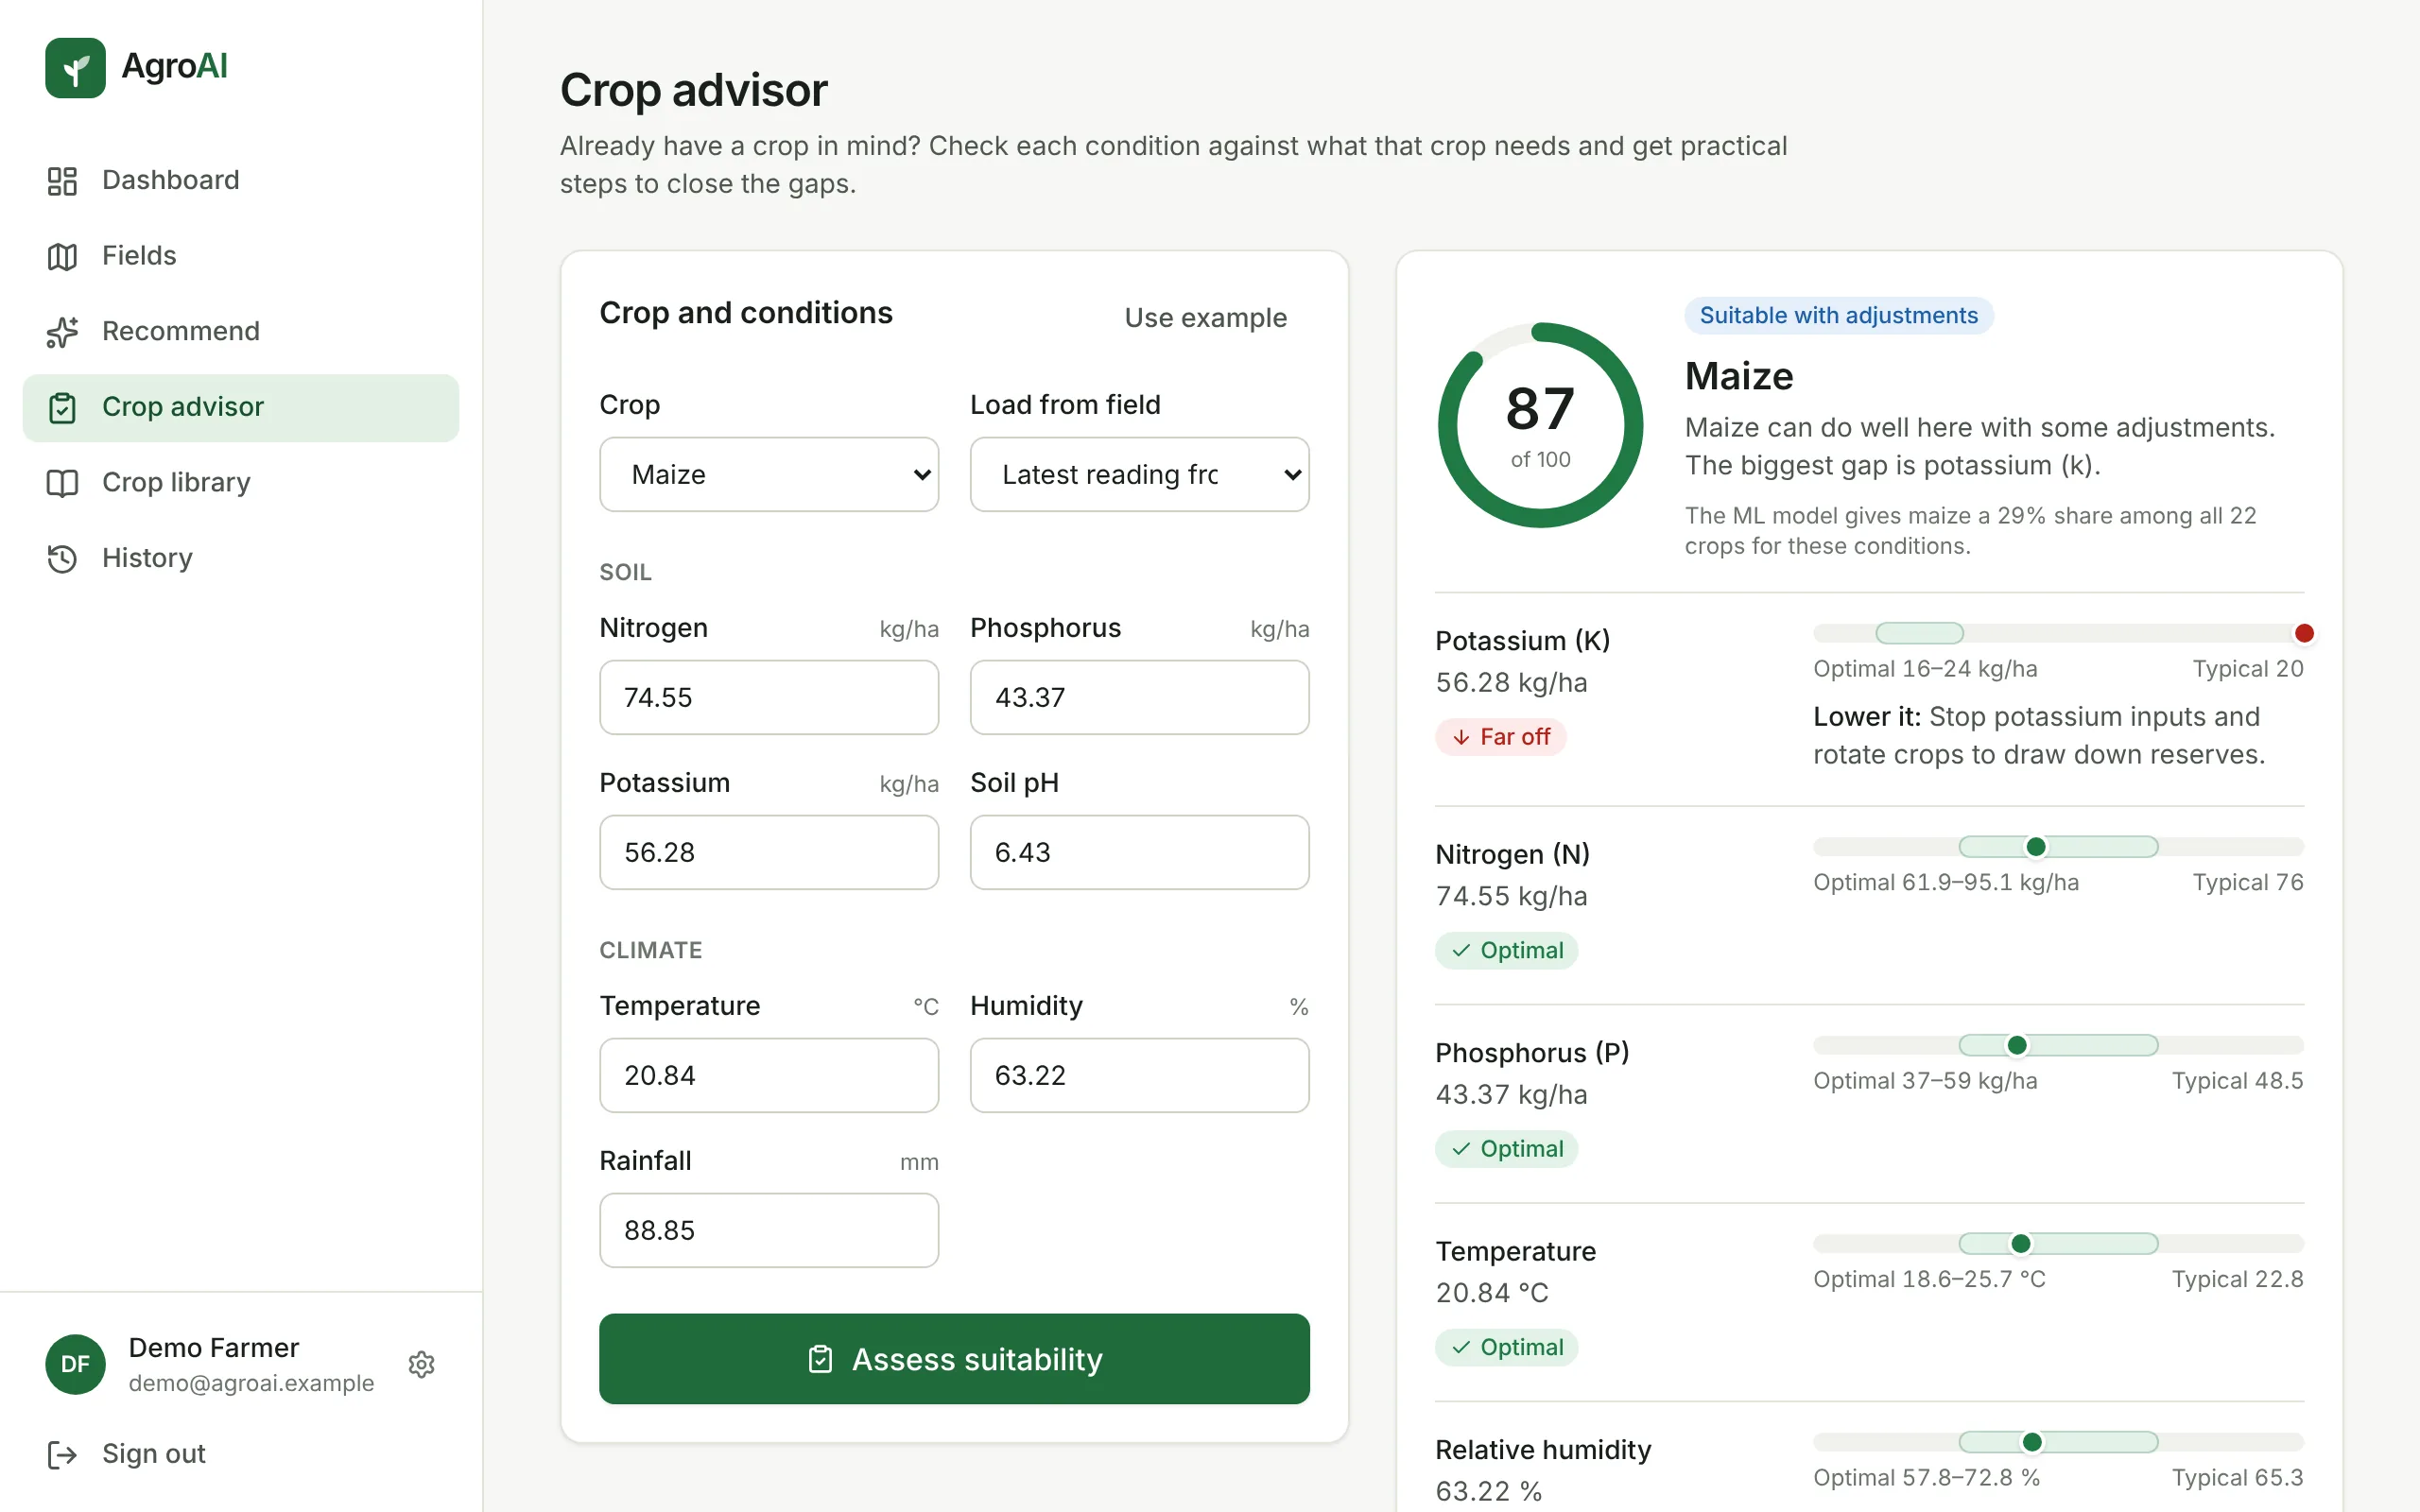 AgroAI
Dashboard
Fields
Recommend
Crop advisor
Crop library
History
Demo Farmer
DF
demo@agroai.example
Sign out
Crop advisor
Already have a crop in mind? Check each condition against what that crop needs and get practical
steps to close the gaps.
Crop and conditions
Use example
Crop
Load from field
Maize
Latest reading frc
SOIL
Nitrogen kg/ha
Phosphorus kg/ha
74.55
43.37
Potassium kg/ha
Soil pH
56.28
6.43
CLIMATE
Temperature °C
Humidity %
20.84
63.22
Rainfall mm
88.85
Assess suitability
87
of 100
Suitable with adjustments
Maize
Maize can do well here with some adjustments.
The biggest gap is potassium (k).
The ML model gives maize a 29% share among all 22
crops for these conditions.
Potassium (K)
56.28 kg/ha
↓ Far off
Optimal 16–24 kg/ha
Typical 20
Lower it: Stop potassium inputs and
rotate crops to draw down reserves.
Nitrogen (N)
74.55 kg/ha
Optimal
Optimal 61.9–95.1 kg/ha
Typical 76
Phosphorus (P)
43.37 kg/ha
Optimal
Optimal 37–59 kg/ha
Typical 48.5
Temperature
20.84 °C
Optimal
Optimal 18.6–25.7 °C
Typical 22.8
Relative humidity
63.22 %
Optimal 57.8–72.8 %
Typical 65.3